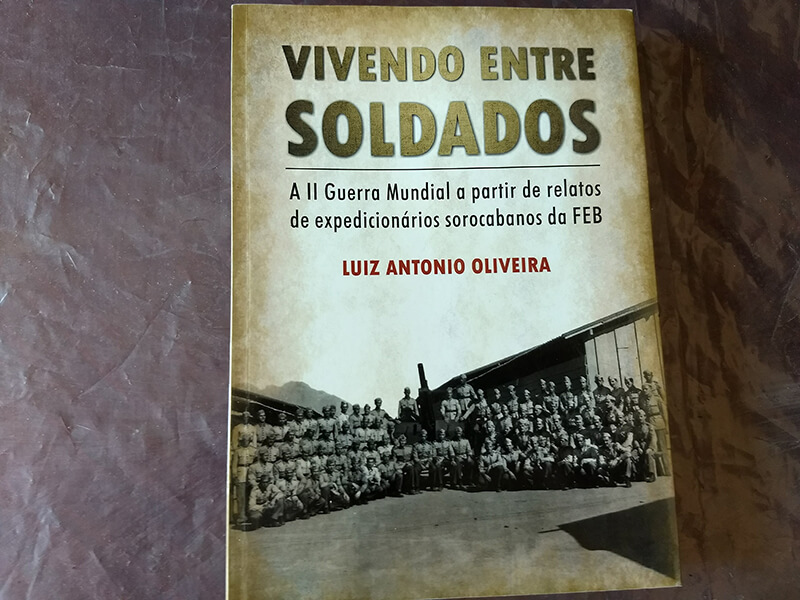 VIVENDO ENTRE
SOLDADOS
A II Guerra Mundial a partir de relatos
de expedicionários sorocabanos da FEB
LUIZ ANTONIO OLIVEIRA